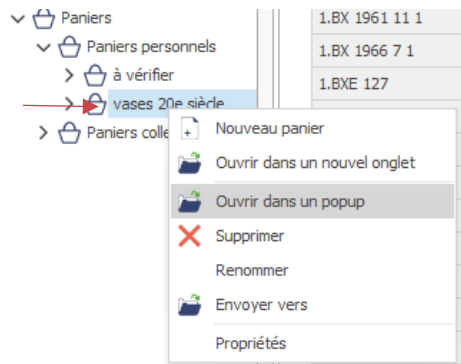 Paniers
Paniers personnels
à vérifier
vases 20e siècle
Paniers colle
1.BX 1961 11 1
1.BX 1966 7 1
1.BXE 127
Nouveau panier
Ouvrir dans un nouvel onglet
Ouvrir dans un popup
Supprimer
Renommer
Envoyer vers
Propriétés